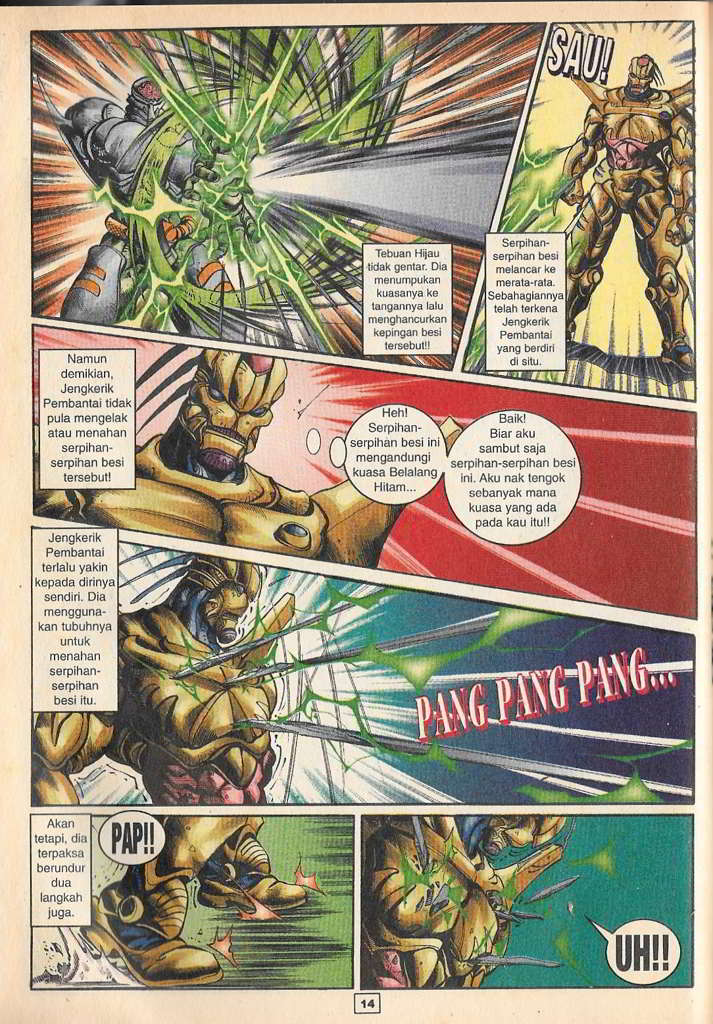 Tebuan Hijau
tidak gentar. Dia
menumpukan
kuasanya ke
tangannya lalu
menghancurkan
kepingan besi
tersebut!!
SAU!
Serpihan-
serpihan besi
melancar ke
merata-rata.
Sebahagiannya
telah terkena
Jengkerik
Pembantai
yang berdiri
di situ.
Namun
demikian,
Jengkerik
Pembantai tidak
pula mengelak
atau menahan
serpihan-
serpihan besi
tersebut!
Heh!
Serpihan-
serpihan besi ini
mengandungi
kuasa Belalang
Hitam...
Baik!
Biar aku
sambut saja
serpihan-serpihan besi
ini. Aku nak tengok
sebanyak mana
kuasa yang ada
pada kau itu!!
Jengkerik
Pembantai
terlalu yakin
kepada dirinya
sendiri. Dia
mengguna-
kan tubuhnya
untuk
menahan
serpihan-
serpihan
besi itu.
PANG PANG PANG...
Akan
tetapi, dia
terpaksa
berundur
dua
langkah
juga.
PAP!!
UH!!
14